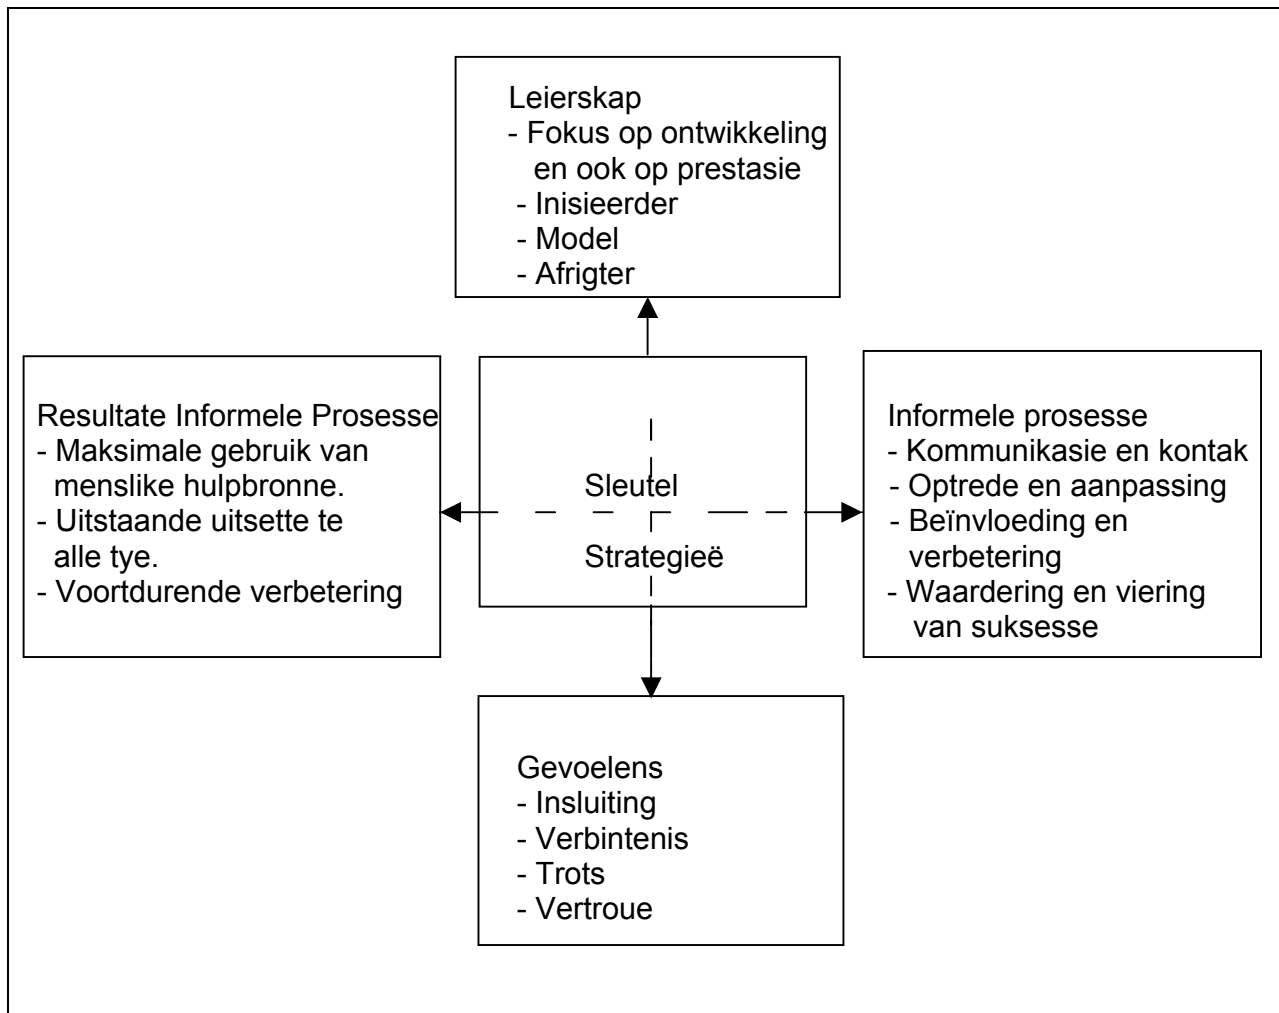 Leierskap
- Fokus op ontwikkeling
en ook op prestasie
- Inisieerder
- Model
- Afrigter
Resultate Informele Prosesse
- Maksimale gebruik van
menslike hulpbronne.
- Uitstaande uitsette te
alle tye.
- Voortdurende verbetering
Sleutel
Strategieë
Informele prosesse
- Kommunikasie en kontak
- Optrede en aanpassing
- Beïnvloeding en
verbetering
- Waardering en viering
van suksesse
Gevoelens
- Insluiting
- Verbintenis
- Trots
- Vertroue